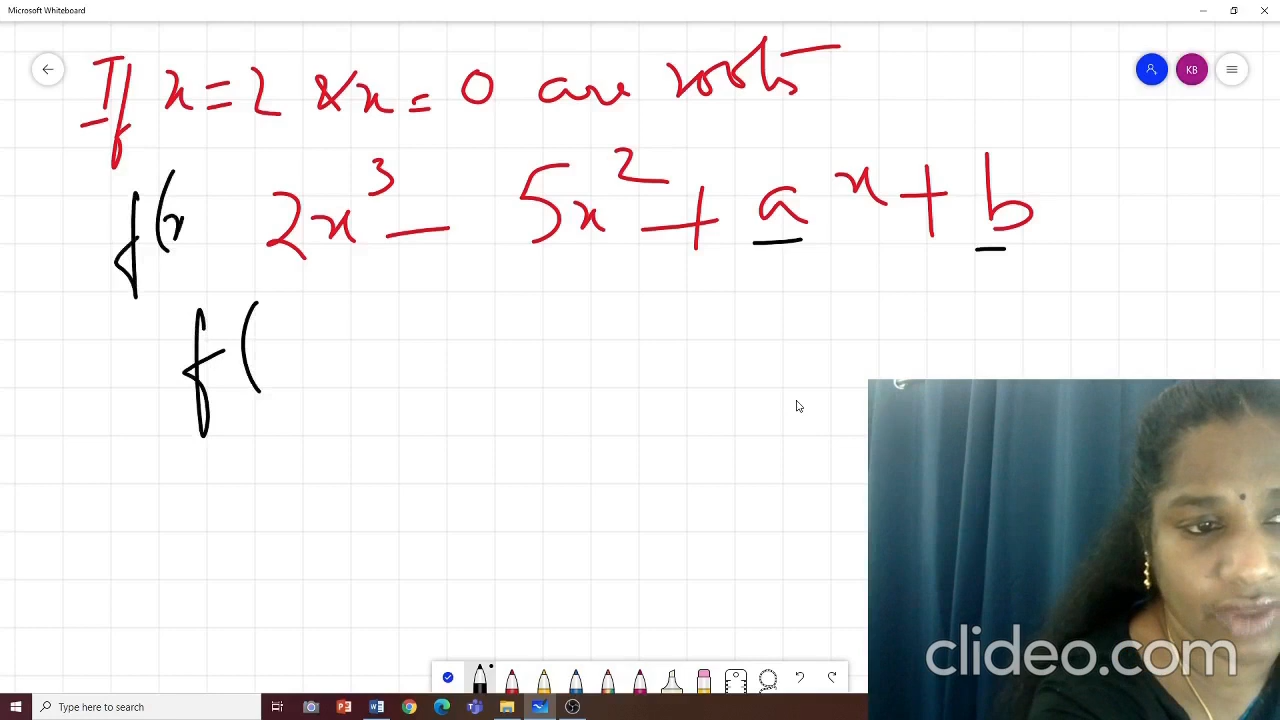 Microsoft Whiteboard
KB
If x = 2 & x = 0 are roots
f(x 2x³ - 5x² + ax + b
f(
clideo.com
Type here to search